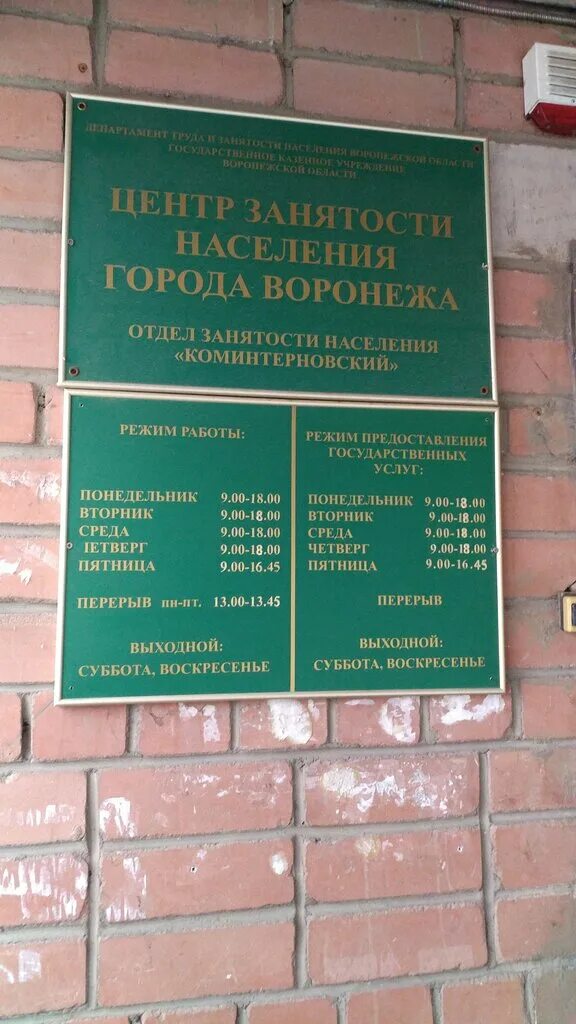 ДЕПАРТАМЕНТ ТРУДА И ЗАНЯТОСТИ НАСЕЛЕНИЯ ВОРОНЕЖСКОЙ ОБЛАСТИ
ГОСУДАРСТВЕННОЕ КАЗЕННОЕ УЧРЕЖДЕНИЕ
ВОРОНЕЖСКОЙ ОБЛАСТИ
ЦЕНТР ЗАНЯТОСТИ
НАСЕЛЕНИЯ
ГОРОДА ВОРОНЕЖА
ОТДЕЛ ЗАНЯТОСТИ НАСЕЛЕНИЯ
«КОМИНТЕРНОВСКИЙ»
РЕЖИМ РАБОТЫ:
ПОНЕДЕЛЬНИК 9.00-18.00
ВТОРНИК 9.00-18.00
СРЕДА 9.00-18.00
ЧЕТВЕРГ 9.00-18.00
ПЯТНИЦА 9.00-16.45
ПЕРЕРЫВ ПН-ПТ. 13.00-13.45
ВЫХОДНОЙ:
СУББОТА, ВОСКРЕСЕНЬЕ
РЕЖИМ ПРЕДОСТАВЛЕНИЯ
ГОСУДАРСТВЕННЫХ
УСЛУГ:
ПОНЕДЕЛЬНИК 9.00-18.00
ВТОРНИК 9.00-18.00
СРЕДА 9.00-18.00
ЧЕТВЕРГ 9.00-18.00
ПЯТНИЦА 9.00-16.45
ПЕРЕРЫВ
ВЫХОДНОЙ:
СУББОТА, ВОСКРЕСЕНЬЕ